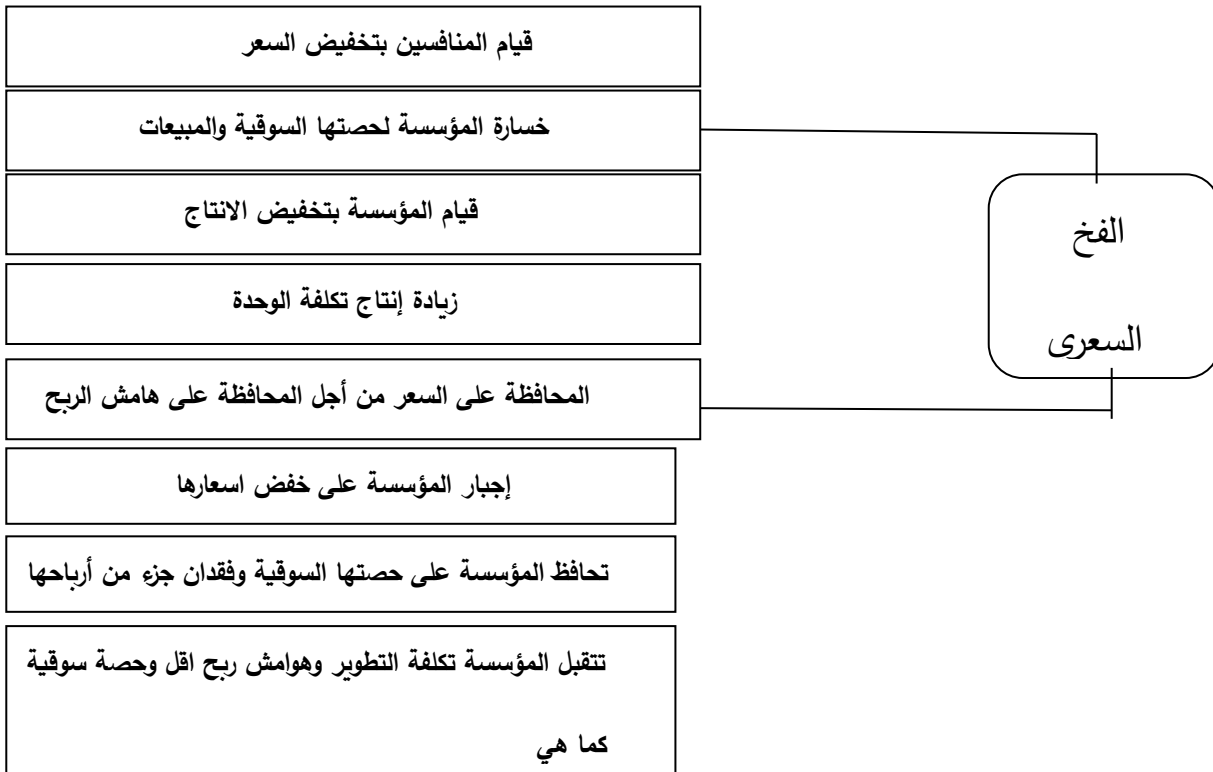 قيام المنافسين بتخفيض السعر
خسارة المؤسسة لحصتها السوقية والمبيعات
قيام المؤسسة بتخفيض الانتاج
زيادة إنتاج تكلفة الوحدة
المحافظة على السعر من أجل المحافظة على هامش الربح
إجبار المؤسسة على خفض اسعارها
تحافظ المؤسسة على حصتها السوقية وفقدان جزء من أرباحها
تتقبل المؤسسة تكلفة التطوير وهوامش ربح اقل وحصة سوقية
كما هي
الفخ
السعرى